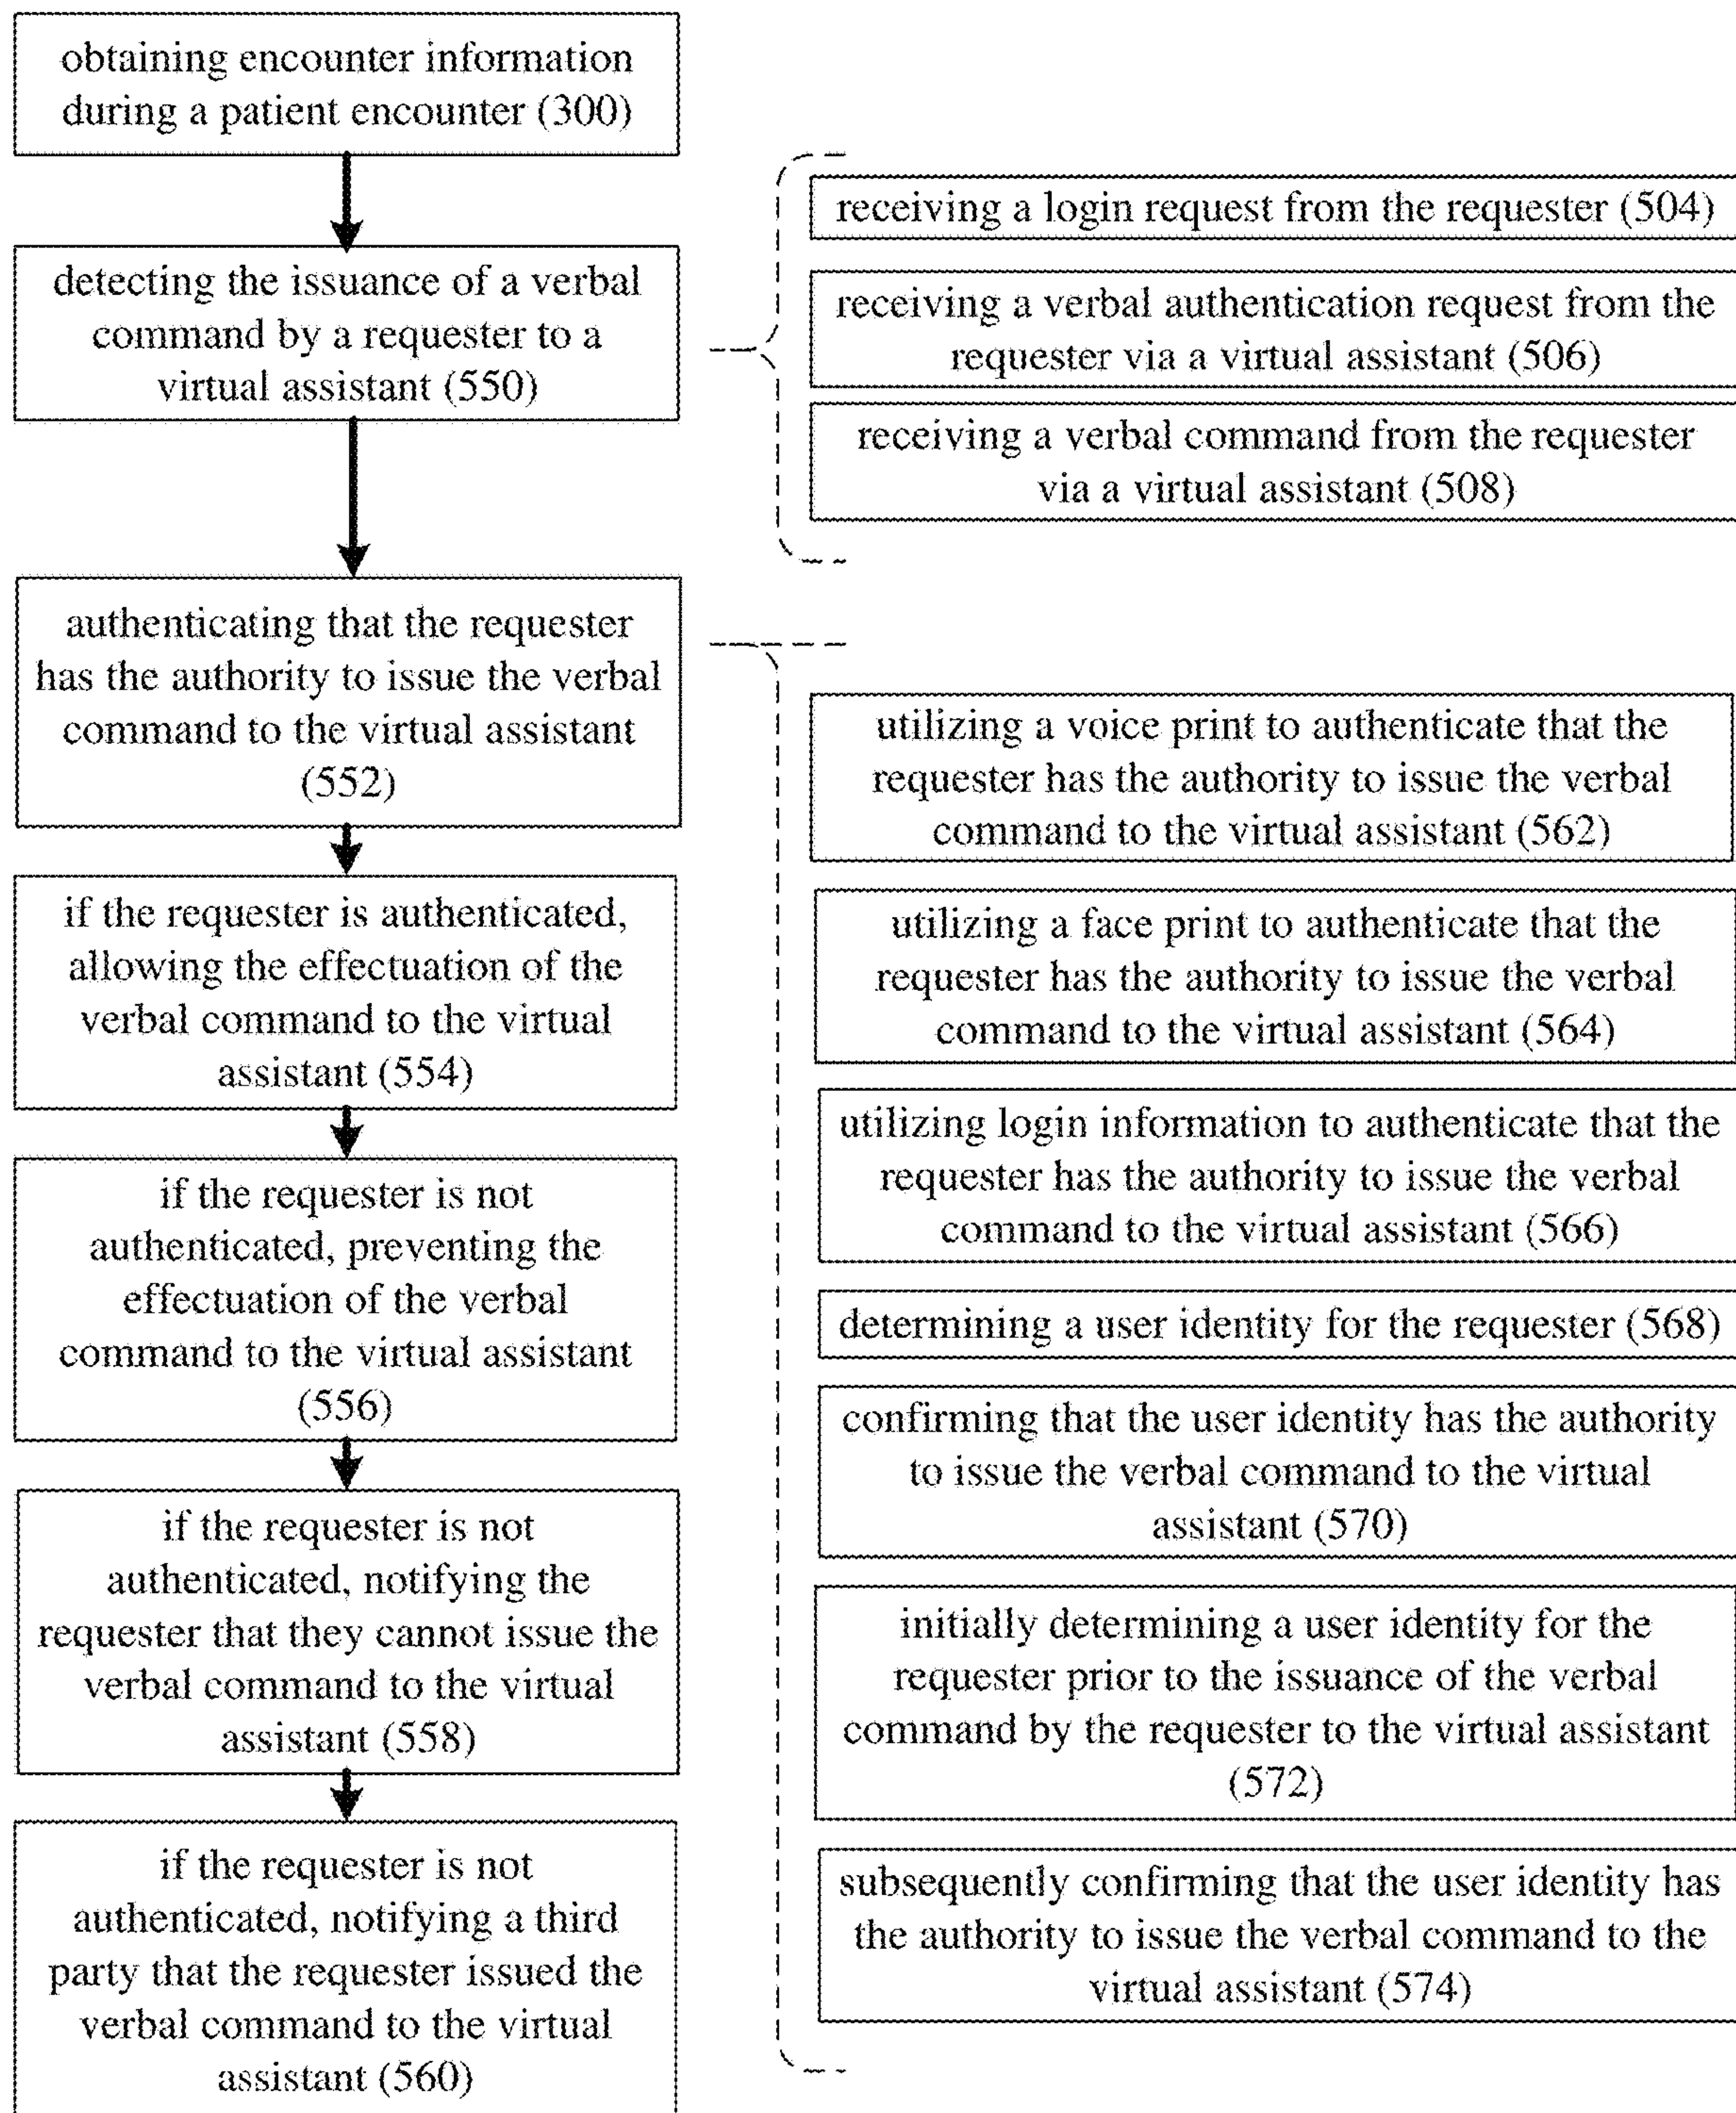 obtaining encounter information
during a patient encounter (300)
detecting the issuance of a verbal
command by a requester to a
virtual assistant (550)
receiving a login request from the requester (504)
receiving a verbal authentication request from the
requester via a virtual assistant (506)
receiving a verbal command from the requester
via a virtual assistant (508)
authenticating that the requester
has the authority to issue the verbal
command to the virtual assistant
(552)
if the requester is authenticated,
allowing the effectuation of the
verbal command to the virtual
assistant (554)
if the requester is not
authenticated, preventing the
effectuation of the verbal
command to the virtual assistant
(556)
if the requester is not
authenticated, notifying the
requester that they cannot issue the
verbal command to the virtual
assistant (558)
if the requester is not
authenticated, notifying a third
party that the requester issued the
verbal command to the virtual
assistant (560)
utilizing a voice print to authenticate that the
requester has the authority to issue the verbal
command to the virtual assistant (562)
utilizing a face print to authenticate that the
requester has the authority to issue the verbal
command to the virtual assistant (564)
utilizing login information to authenticate that the
requester has the authority to issue the verbal
command to the virtual assistant (566)
determining a user identity for the requester (568)
confirming that the user identity has the authority
to issue the verbal command to the virtual
assistant (570)
initially determining a user identity for the
requester prior to the issuance of the verbal
command by the requester to the virtual assistant
(572)
subsequently confirming that the user identity has
the authority to issue the verbal command to the
virtual assistant (574)